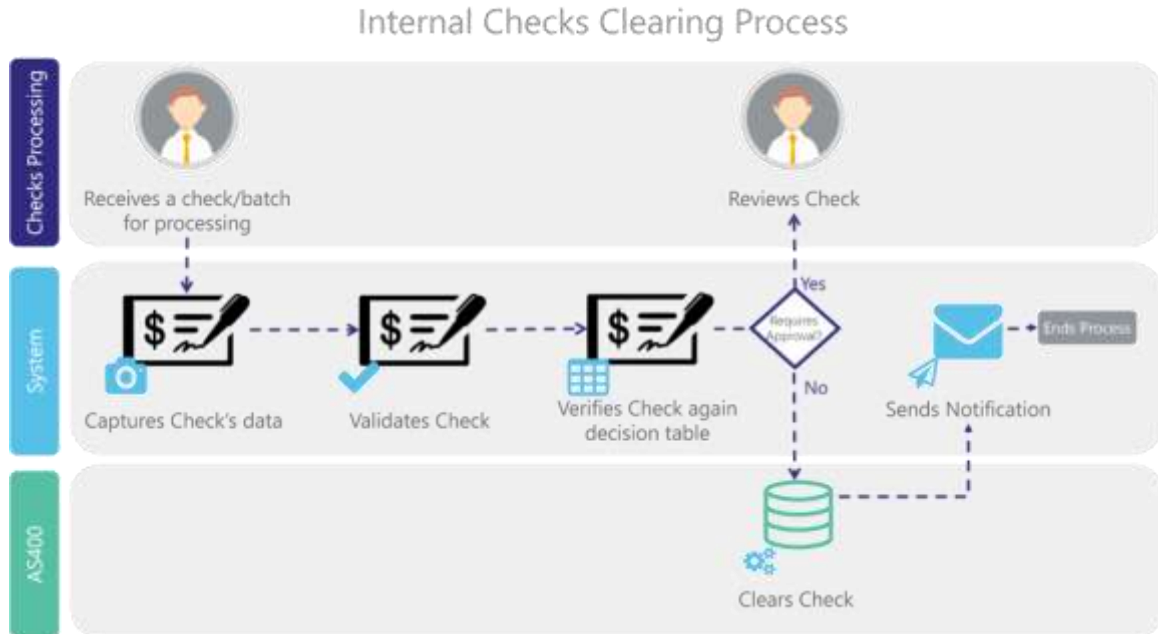 Internal Checks Clearing Process
Checks Processing
Receives a check/batch
for processing
Reviews Check
System
Captures Check's data
Validates Check
Verifies Check again
decision table
Requires
Approval?
Yes
No
Sends Notification
Ends Process
AS400
Clears Check
$
$
$